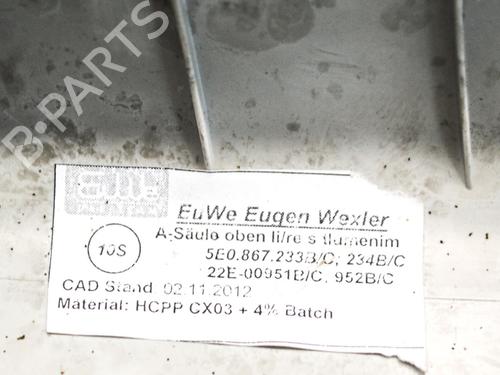 B-PARTS
EuWe
EuWe Eugen Wexler
10S
A-Säule oben li/re s tlumenim
5E0.867.233B/C; 234B/C
22E-00951B/C, 952B/C
CAD Stand: 02.11.2012
Material: HCPP CX03 + 4% Batch